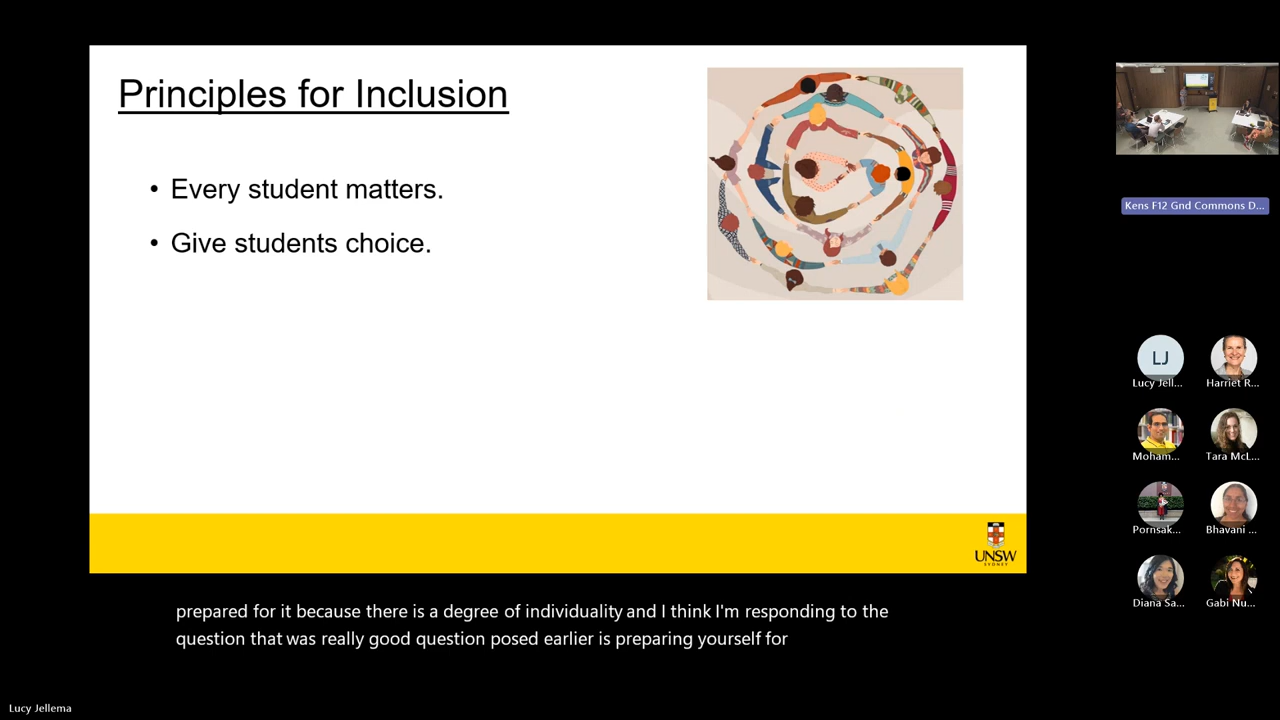 Principles for Inclusion
• Every student matters.
• Give students choice.
UNSW
SYDNEY
Kens F12 Gnd Commons D...
LJ
Lucy Jell...
Harriet R...
Moham...
Tara McL...
Pornsak...
Bhavani ...
Diana Sa...
Gabi Nu...
prepared for it because there is a degree of individuality and I think I'm responding to the
question that was really good question posed earlier is preparing yourself for
Lucy Jellema